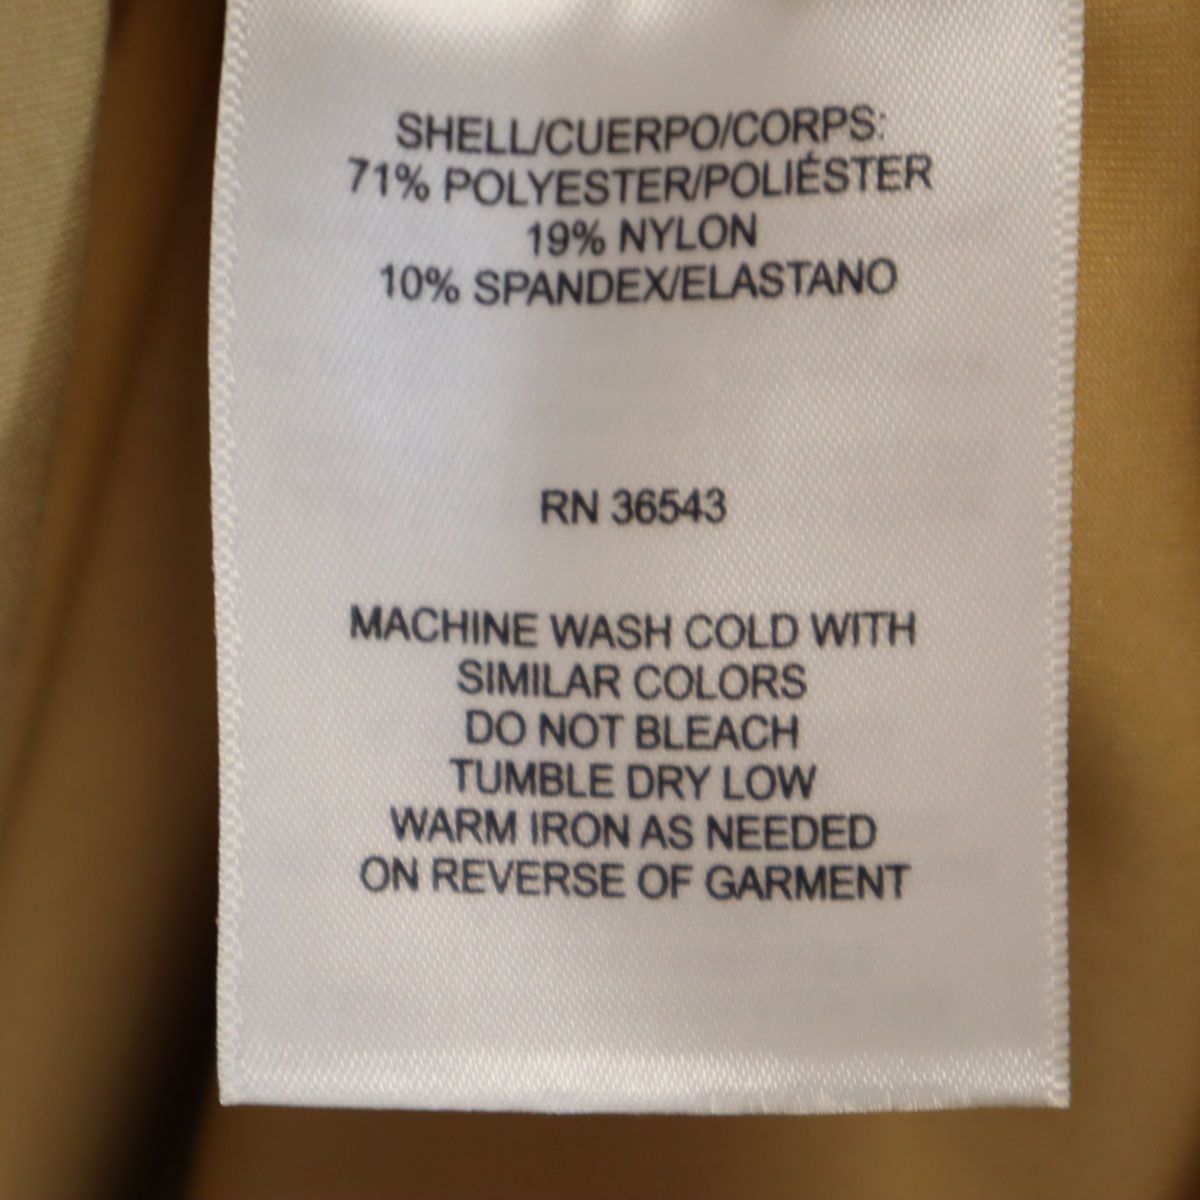 SHELL/CUERPO/CORPS:
71% POLYESTER/POLIÉSTER
19% NYLON
10% SPANDEX/ELASTANO
RN 36543
MACHINE WASH COLD WITH
SIMILAR COLORS
DO NOT BLEACH
TUMBLE DRY LOW
WARM IRON AS NEEDED
ON REVERSE OF GARMENT